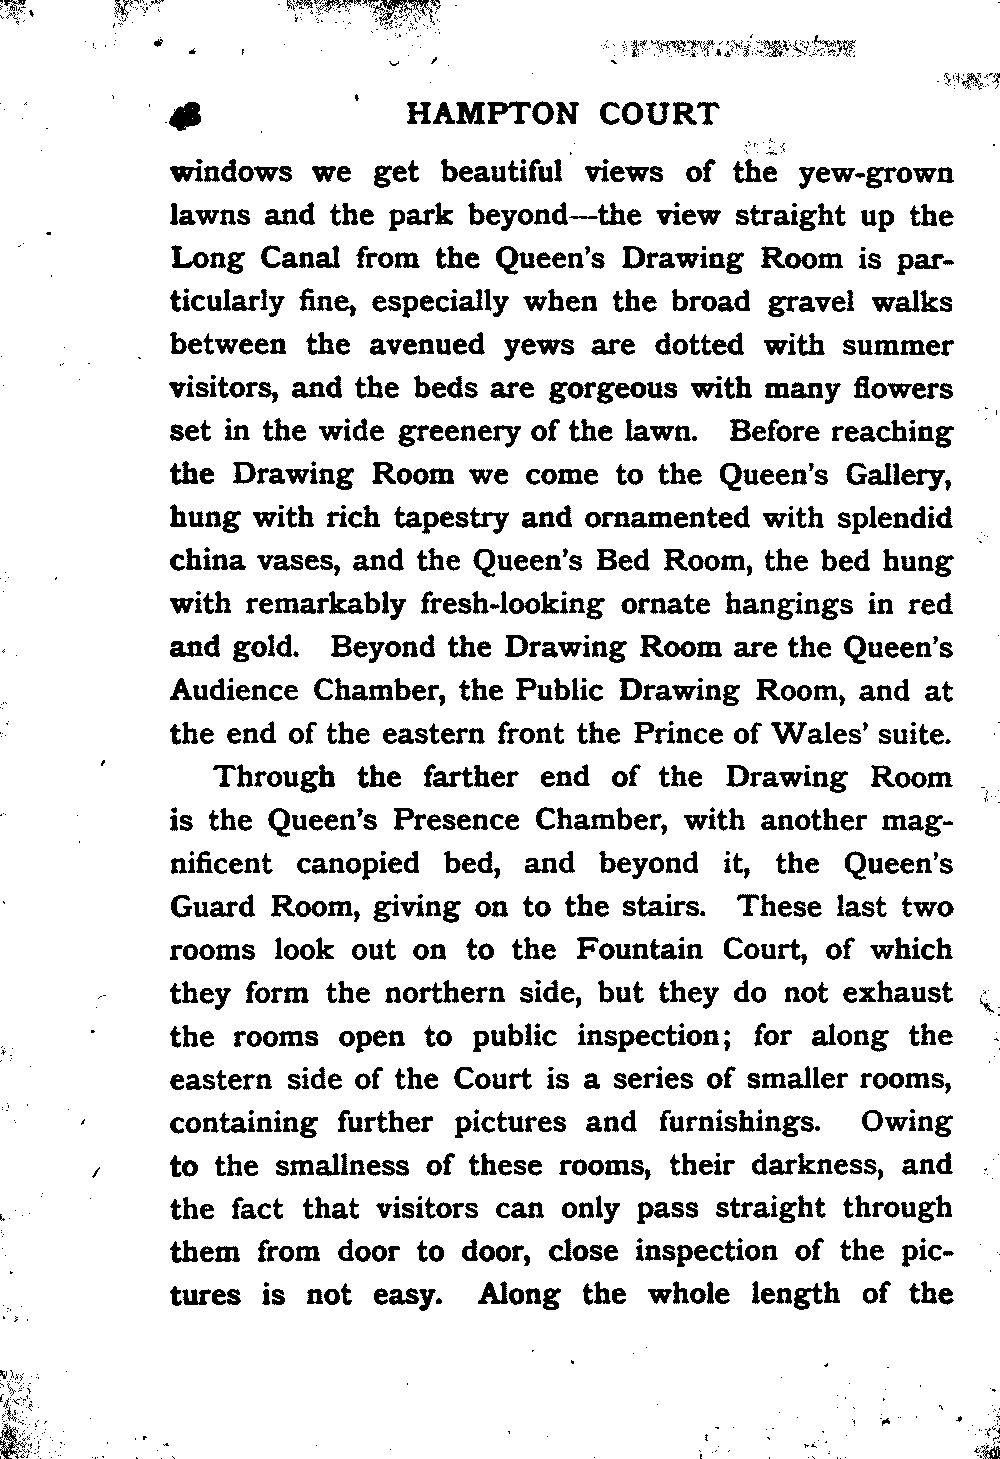 HAMPTON COURT
windows we get beautiful views of the yew-grown
lawns and the park beyond—the view straight up the
Long Canal from the Queen's Drawing Room is par-
ticularly fine, especially when the broad gravel walks
between the avenued yews are dotted with summer
visitors, and the beds are gorgeous with many flowers
set in the wide greenery of the lawn. Before reaching
the Drawing Room we come to the Queen's Gallery,
hung with rich tapestry and ornamented with splendid
china vases, and the Queen's Bed Room, the bed hung
with remarkably fresh-looking ornate hangings in red
and gold. Beyond the Drawing Room are the Queen's
Audience Chamber, the Public Drawing Room, and at
the end of the eastern front the Prince of Wales' suite.
Through the farther end of the Drawing Room
is the Queen's Presence Chamber, with another mag-
nificent canopied bed, and beyond it, the Queen's
Guard Room, giving on to the stairs. These last two
rooms look out on to the Fountain Court, of which
they form the northern side, but they do not exhaust
the rooms open to public inspection; for along the
eastern side of the Court is a series of smaller rooms,
containing further pictures and furnishings. Owing
to the smallness of these rooms, their darkness, and
the fact that visitors can only pass straight through
them from door to door, close inspection of the pic-
tures is not easy. Along the whole length of the